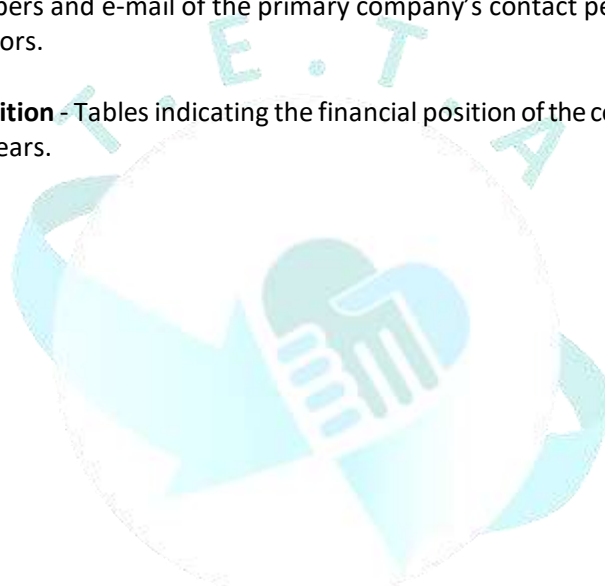 bers and e-mail of the primary company's contact pe
ors.
T . E . T . A
ition - Tables indicating the financial position of the c
ears.